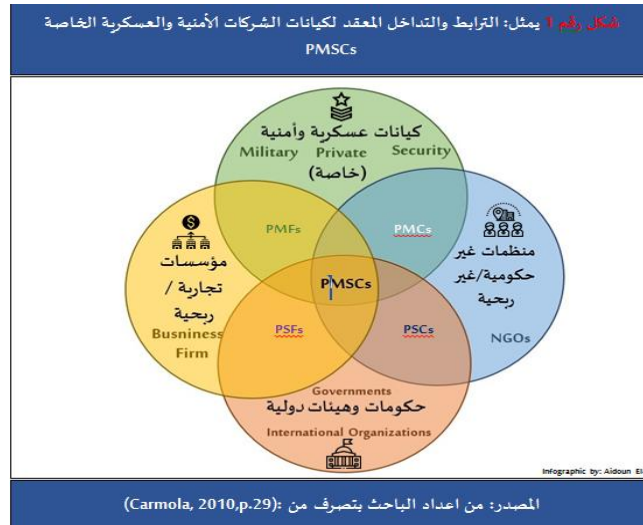 شكل رقم 1 يمثل: الترابط والتداخل المعقد لكيانات الشركات الأمنية والعسكرية الخاصة
PMSCs
كيانات عسكرية وأمنية
Military Private Security
(خاصة)
PMFs
PMCs
مؤسسات
تجارية /
ربحية
Busniness
Firm
منظمات غير
حكومية/غير
ربحية
NGOs
PMSCs
PSFs
PSCs
Governments
حكومات وهيئات دولية
International Organizations
Infographic by: Aidoun El
المصدر: من اعداد الباحث بتصرف من :(Carmola, 2010,p.29)